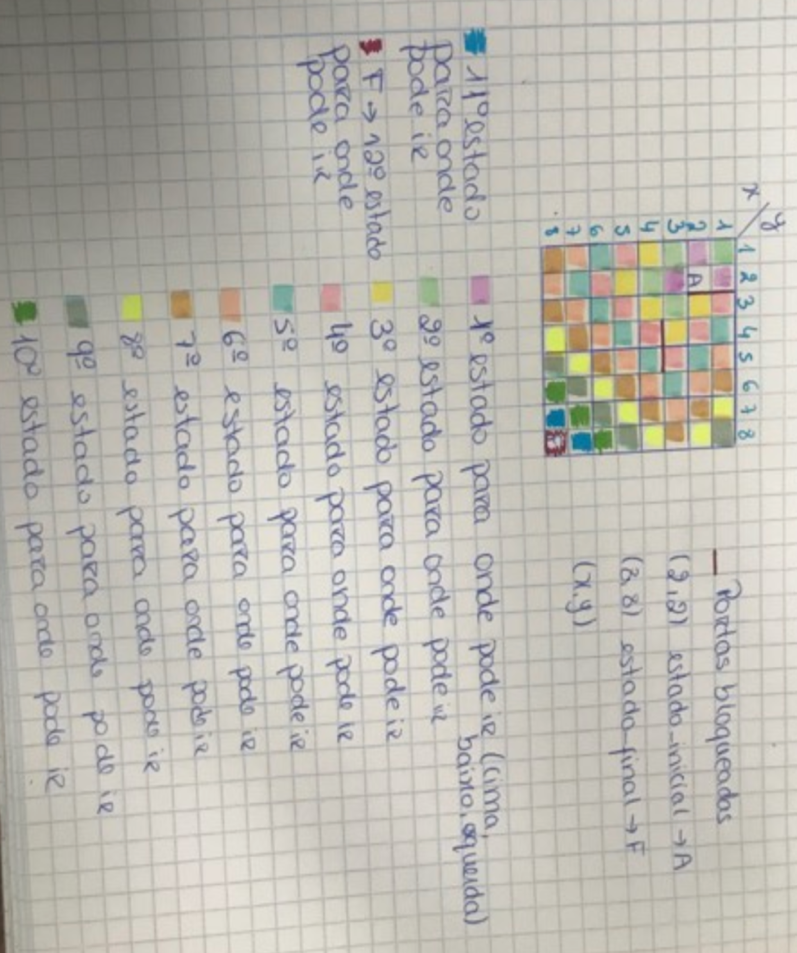 y
x
1 2 3 4 5 6 7 8
1
2 A
3
4
5
6
7
8
Portas bloqueadas
(2,2) estado-inicial → A
(8,8) estado-final → F
(x,y)
11º estado
para onde
pode ir
F → 12º estado
para onde
pode ir
1º estado para onde pode ir (cima,
baixo, esquerda)
2º estado para onde pode ir
3º estado para onde pode ir
4º estado para onde pode ir
5º estado para onde pode ir
6º estado para onde pode ir
7º estado para onde pode ir
8º estado para onde pode ir
9º estado para onde pode ir
10º estado para onde pode ir